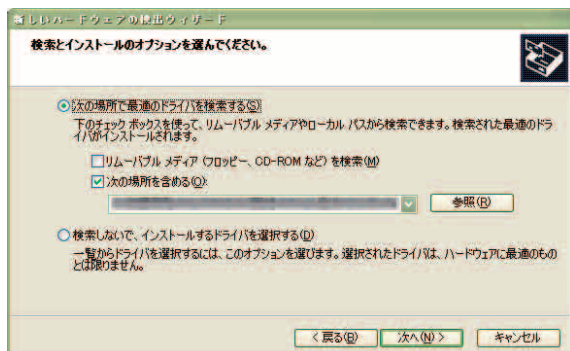 新しいハードウェアの検出ウィザード
検索とインストールのオプションを選んでください。
次の場所で最適のドライバを検索する(S)
下のチェック ボックスを使って、リムーバブル メディアやローカル パスから検索できます。検索された最適のドラ
イバがインストールされます。
リムーバブル メディア (フロッピー、CD-ROM など) を検索(M)
次の場所を含める(O):
参照(R)
検索しないで、インストールするドライバを選択する(D)
一覧からドライバを選択するには、このオプションを選びます。選択されたドライバは、ハードウェアに最適のもの
とは限りません。
< 戻る(B) 次へ(N) > キャンセル